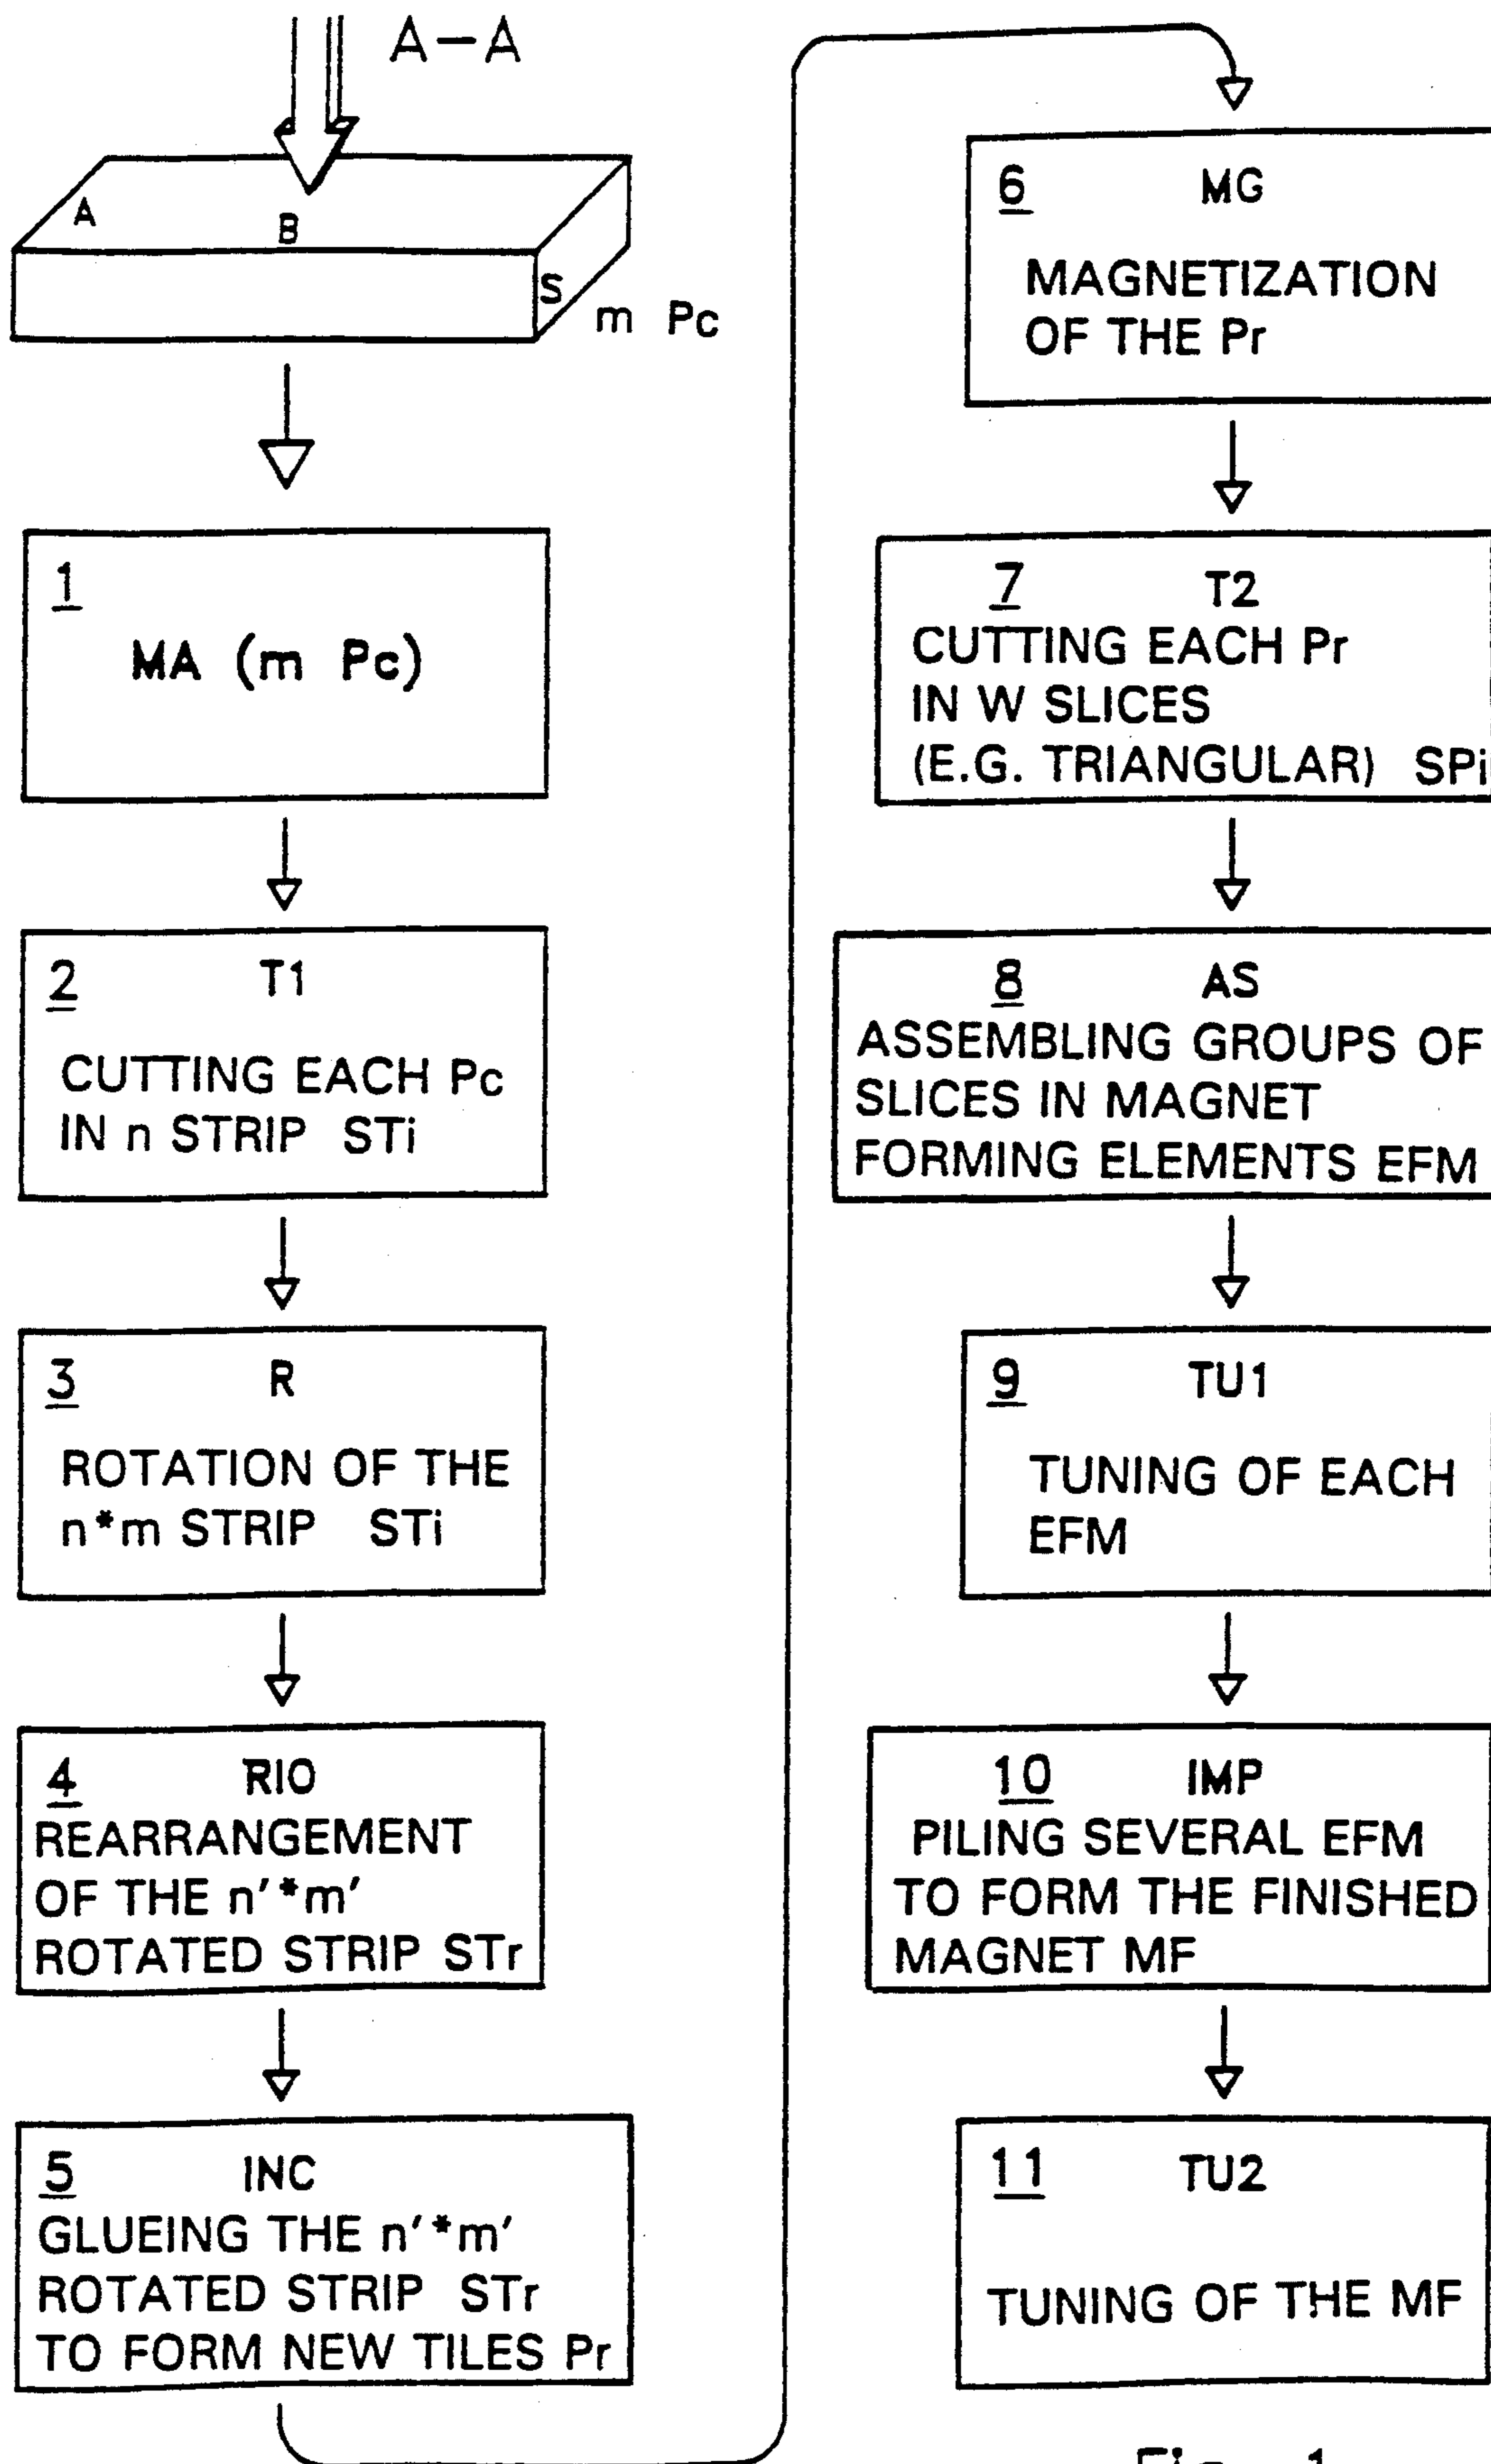 A-A
A
B
S
m Pc
1
MA (m Pc)
2 T1
CUTTING EACH Pc
IN n STRIP STi
3 R
ROTATION OF THE
n*m STRIP STi
4 RIO
REARRANGEMENT
OF THE n'*m'
ROTATED STRIP STr
5 INC
GLUEING THE n'*m'
ROTATED STRIP STr
TO FORM NEW TILES Pr
6 MG
MAGNETIZATION
OF THE Pr
7 T2
CUTTING EACH Pr
IN W SLICES
(E.G. TRIANGULAR) SPi
8 AS
ASSEMBLING GROUPS OF
SLICES IN MAGNET
FORMING ELEMENTS EFM
9 TU1
TUNING OF EACH
EFM
10 IMP
PILING SEVERAL EFM
TO FORM THE FINISHED
MAGNET MF
11 TU2
TUNING OF THE MF
Fig. 1